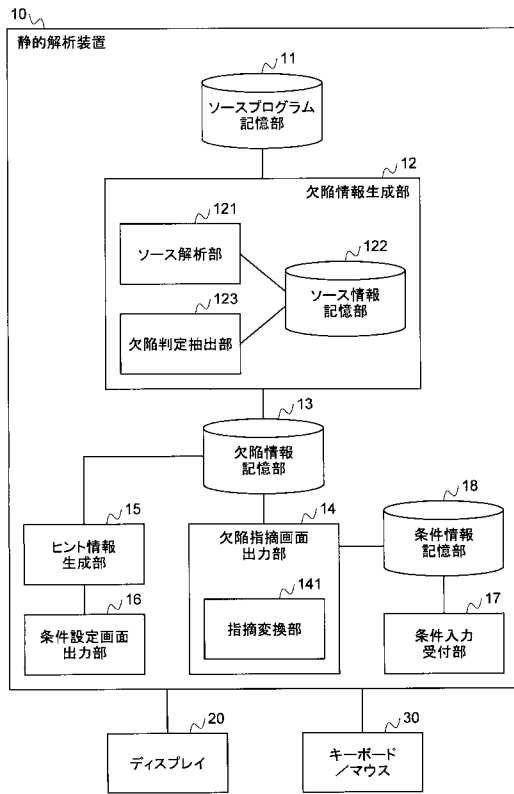 10
静的解析装置
11
ソースプログラム
記憶部
12
欠陥情報生成部
121
ソース解析部
122
ソース情報
記憶部
123
欠陥判定抽出部
13
欠陥情報
記憶部
15
ヒント情報
生成部
14
欠陥指摘画面
出力部
18
条件情報
記憶部
16
条件設定画面
出力部
141
指摘変換部
17
条件入力
受付部
20
ディスプレイ
30
キーボード
／マウス